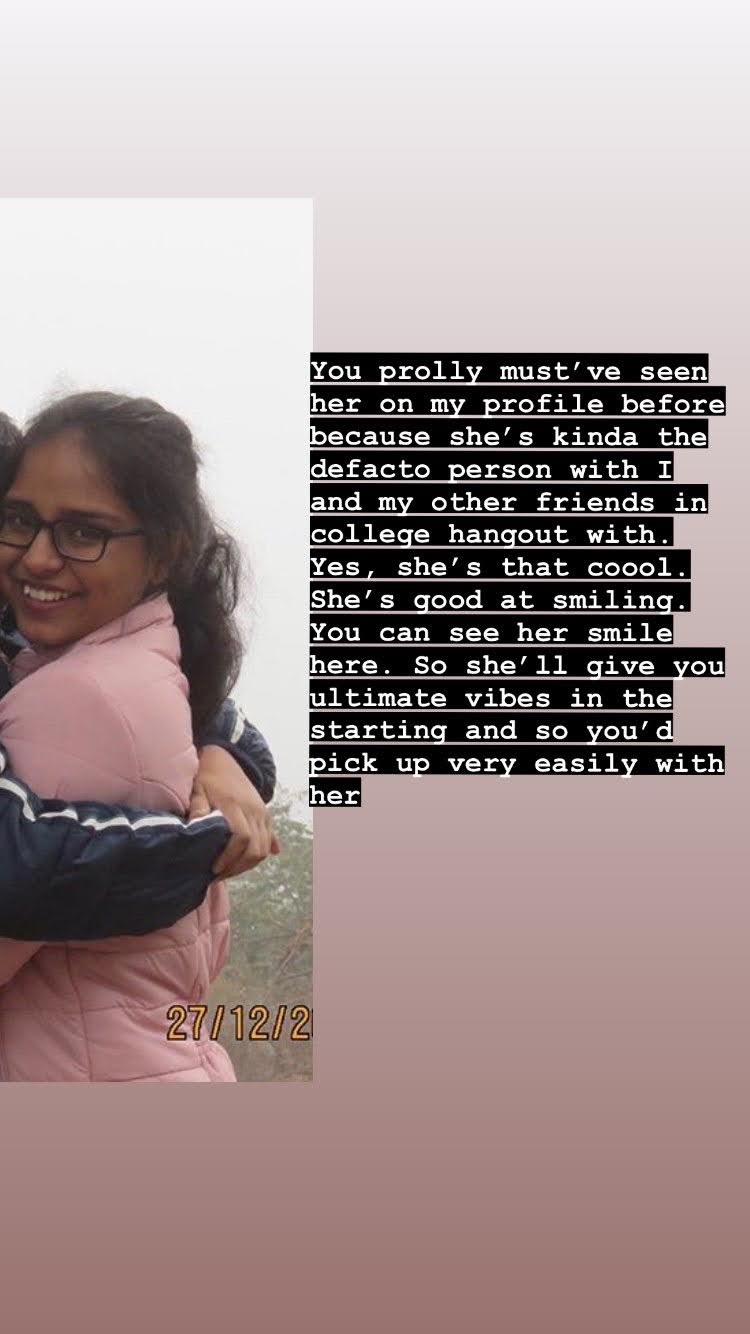 You prolly must’ve seen
her on my profile before
because she’s kinda the
defacto person with I
and my other friends in
college hangout with.
Yes, she’s that coool.
She’s good at smiling.
You can see her smile
here. So she’ll give you
ultimate vibes in the
starting and so you’d
pick up very easily with
her
27/12/2